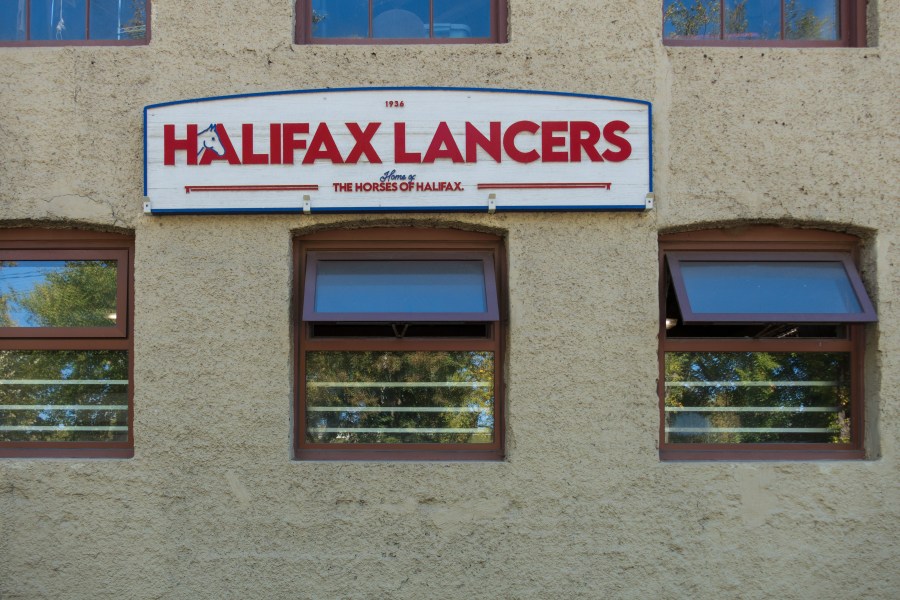 1936
HALIFAX LANCERS
Home of
THE HORSES OF HALIFAX.